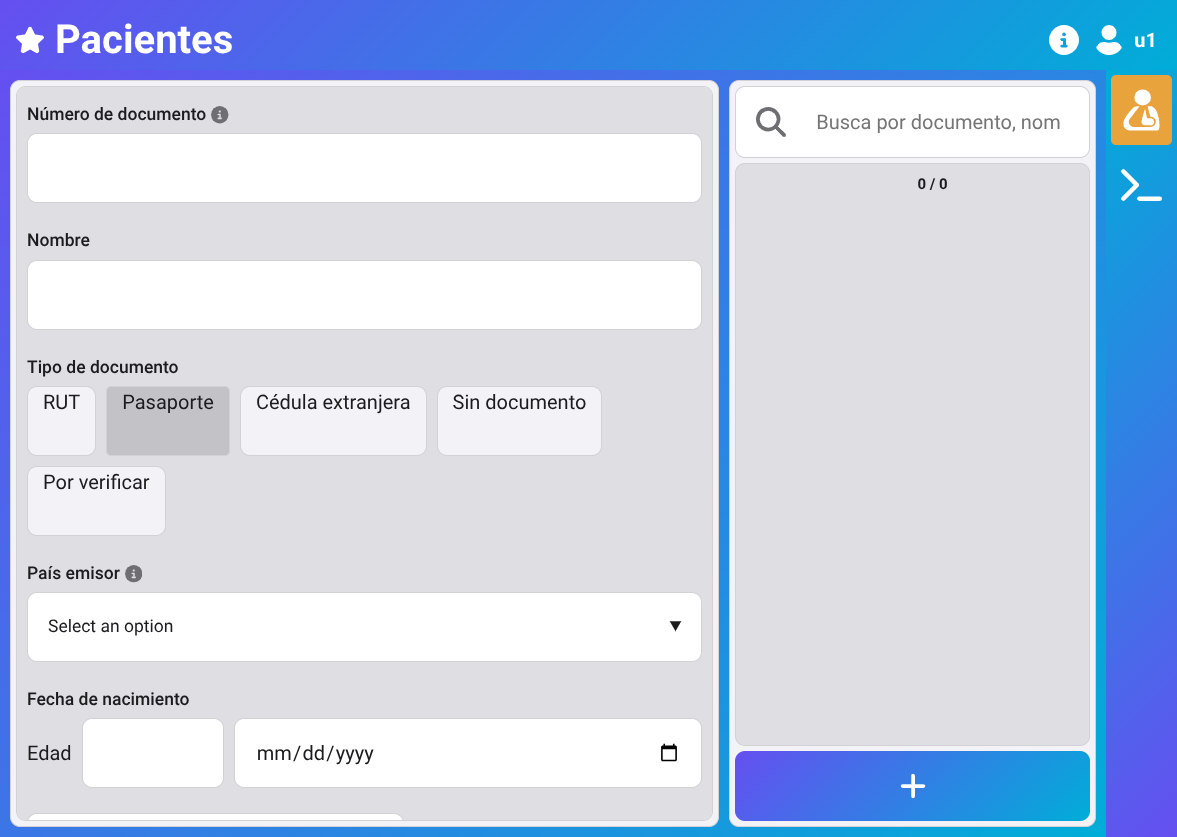 Pacientes
u1
Número de documento
Nombre
Tipo de documento
RUT
Pasaporte
Cédula extranjera
Sin documento
Por verificar
País emisor
Select an option
Fecha de nacimiento
Edad
mm/dd/yyyy
Busca por documento, nom
0 / 0